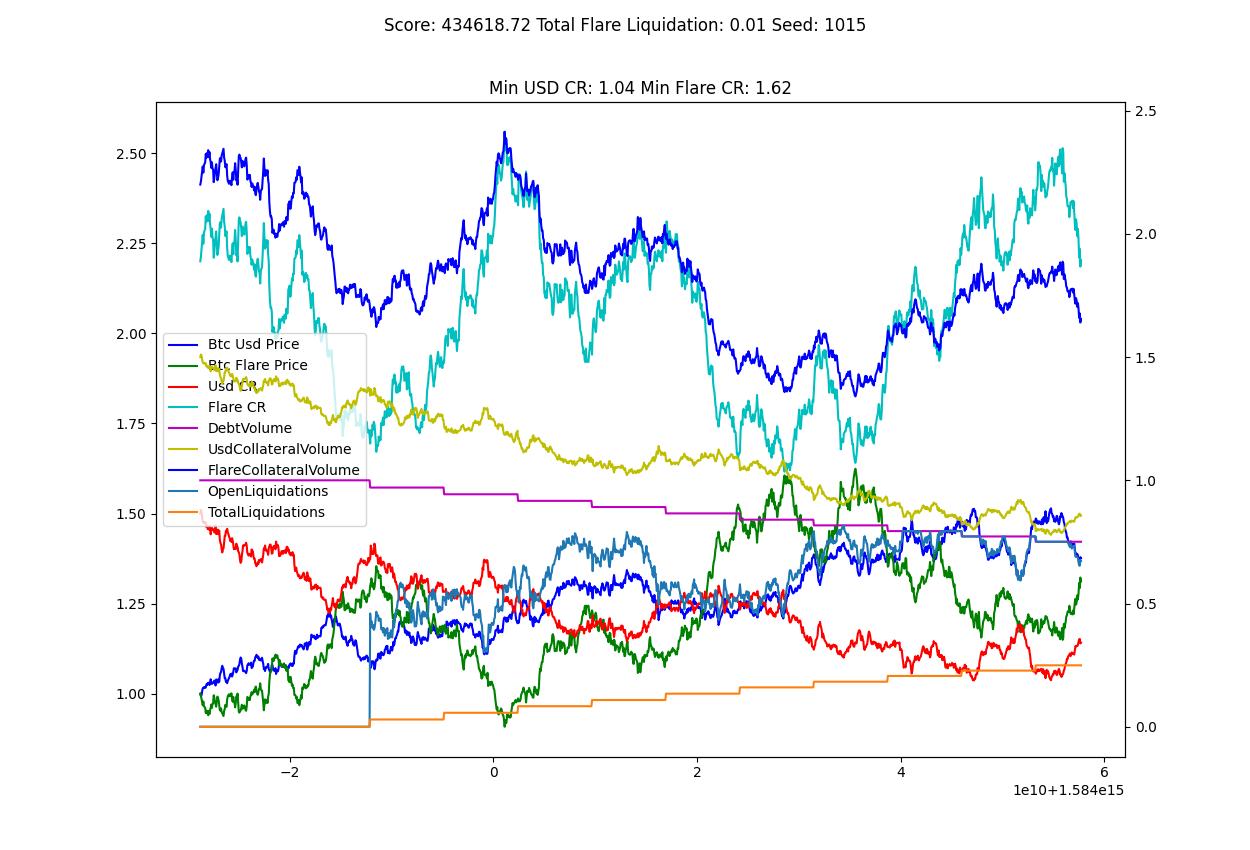 Score: 434618.72 Total Flare Liquidation: 0.01 Seed: 1015
Min USD CR: 1.04 Min Flare CR: 1.62
2.50
2.25
2.00
1.75
1.50
1.25
1.00
2.5
2.0
1.5
1.0
0.5
0.0
Btc Usd Price
Btc Flare Price
Usd CR
Flare CR
DebtVolume
UsdCollateralVolume
FlareCollateralVolume
OpenLiquidations
TotalLiquidations
−2 0 2 4 6
1e10+1.584e15